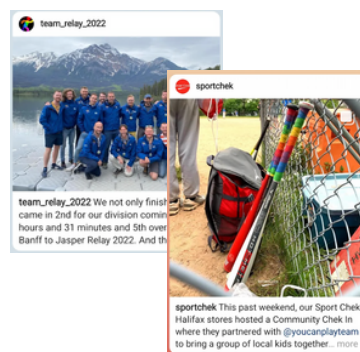 team_relay_2022
team_relay_2022 We not only finish
came in 2nd for our division comin
hours and 31 minutes and 5th over
Banff to Jasper Relay 2022. And th
sportchek
sportchek This past weekend, our Sport Chek
Halifax stores hosted a Community Chek In
where they partnered with @youcanplayteam
to bring a group of local kids together... more